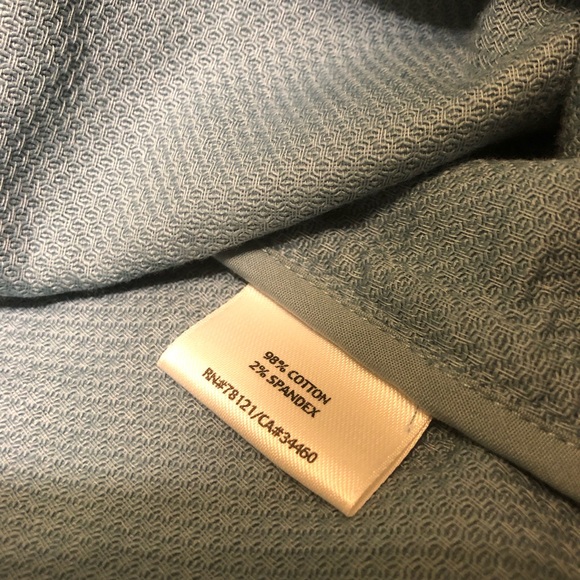 98% COTTON
2% SPANDEX
RN#78121/CA#34460